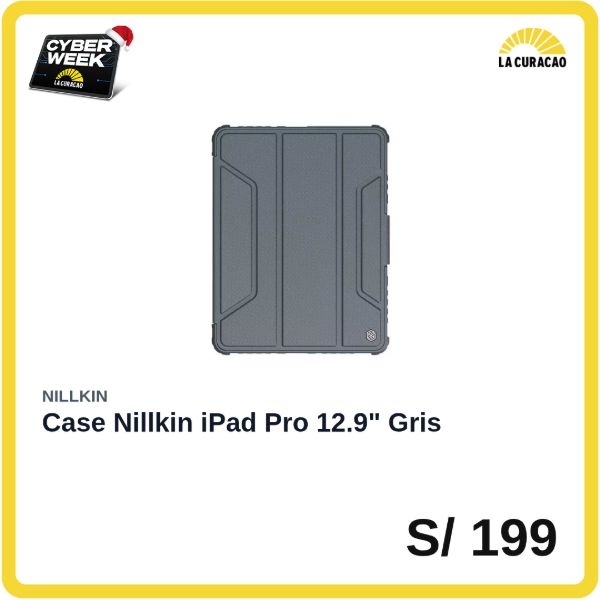 CYBER
WEEK
LA CURACAO
LA CURACAO
NILLKIN
Case Nillkin iPad Pro 12.9" Gris
S/ 199